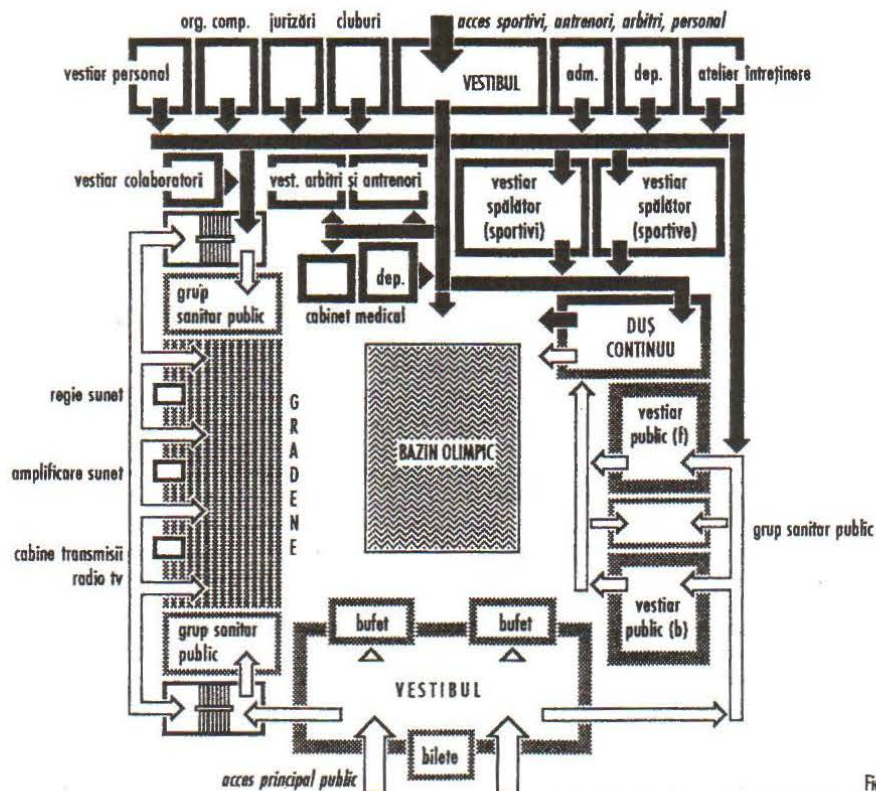 org. comp.
jurizări
cluburi
acces sportivi, antrenori, arbitri, personal
vestiar personal
VESTIBUL
adm.
dep.
atelier întreținere
vestiar colaboratori
vest. arbitri și antrenori
vestiar
spălător
(sportivi)
vestiar
spălător
(sportive)
grup
sanitar public
dep.
cabinet medical
DUȘ
CONTINUU
regie sunet
GRADENE
BAZIN OLIMPIC
vestiar
public (f)
amplificare sunet
grup sanitar public
cabine transmisii
radio tv
vestiar
public (b)
grup sanitar
public
bufet
bufet
VESTIBUL
bilete
acces principal public